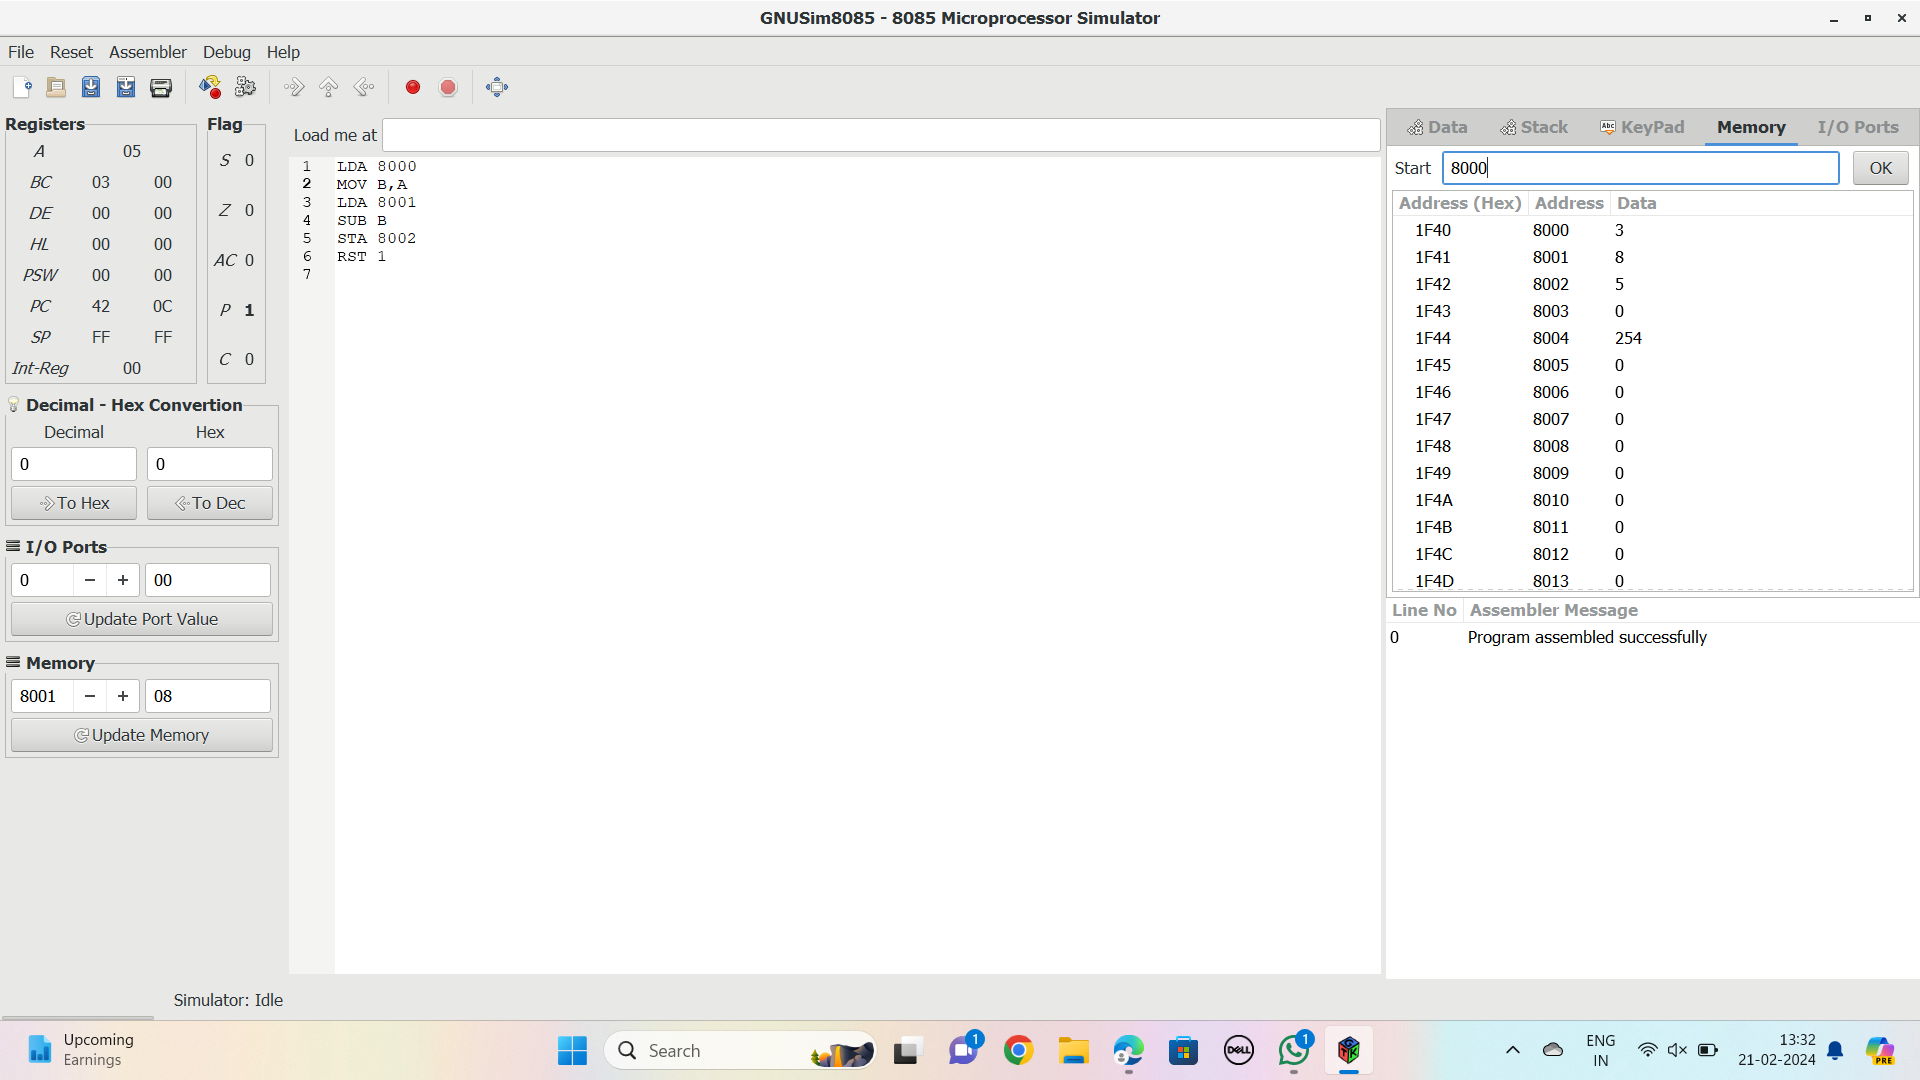 GNUSim8085 - 8085 Microprocessor Simulator
File Reset Assembler Debug Help
Registers
A 05
BC 03 00
DE 00 00
HL 00 00
PSW 00 00
PC 42 0C
SP FF FF
Int-Reg 00
Flag
S 0
Z 0
AC 0
P 1
C 0
Decimal - Hex Convertion
Decimal Hex
0 0
To Hex To Dec
I/O Ports
0 − + 00
Update Port Value
Memory
8001 − + 08
Update Memory
Load me at
1 LDA 8000
2 MOV B,A
3 LDA 8001
4 SUB B
5 STA 8002
6 RST 1
7
Data Stack Abc KeyPad Memory I/O Ports
Start 8000 OK
Address (Hex) Address Data
1F40 8000 3
1F41 8001 8
1F42 8002 5
1F43 8003 0
1F44 8004 254
1F45 8005 0
1F46 8006 0
1F47 8007 0
1F48 8008 0
1F49 8009 0
1F4A 8010 0
1F4B 8011 0
1F4C 8012 0
1F4D 8013 0
Line No Assembler Message
0 Program assembled successfully
Simulator: Idle
Upcoming
Earnings
Search
1
DELL
1
ENG
IN
13:32
21-02-2024
PRE